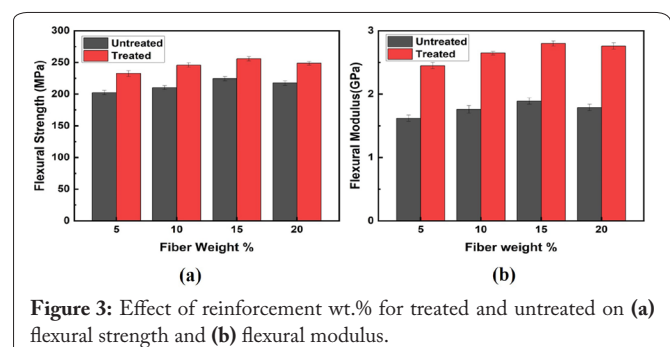 300
250
200
150
100
50
0
Untreated
Treated
Flexural Strength (MPa)
5 10 15 20
Fiber Weight %
(a)
3
2
1
0
Untreated
Treated
Flexural Modulus(GPa)
5 10 15 20
Fiber weight %
(b)
Figure 3: Effect of reinforcement wt.% for treated and untreated on (a)
flexural strength and (b) flexural modulus.